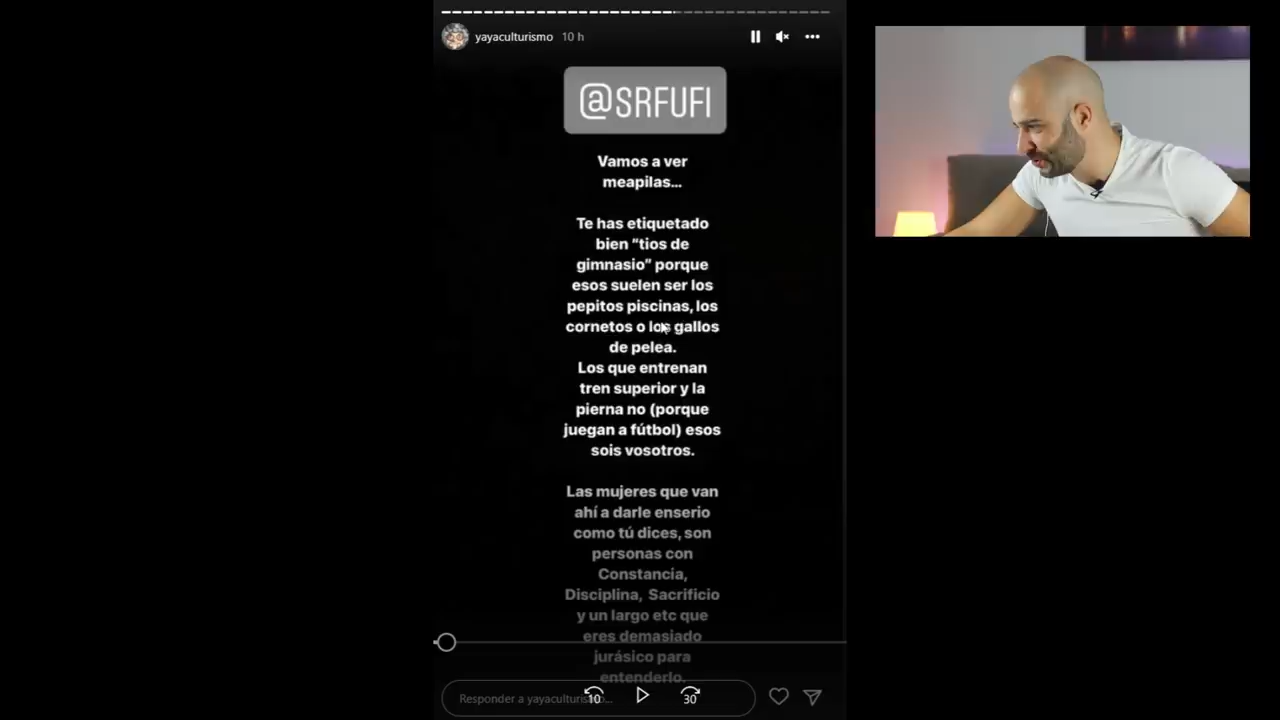 yayaculturismo 10 h
@SRFUFI
Vamos a ver
meapilas...
Te has etiquetado
bien “tios de
gimnasio” porque
esos suelen ser los
pepitos piscinas, los
cornetos o los gallos
de pelea.
Los que entrenan
tren superior y la
pierna no (porque
juegan a fútbol) esos
sois vosotros.
Las mujeres que van
ahí a darle enserio
como tú dices, son
personas con
Constancia,
Disciplina, Sacrificio
y un largo etc que
eres demasiado
jurásico para
entenderlo.
Responder a yayaculturismo...
10
30